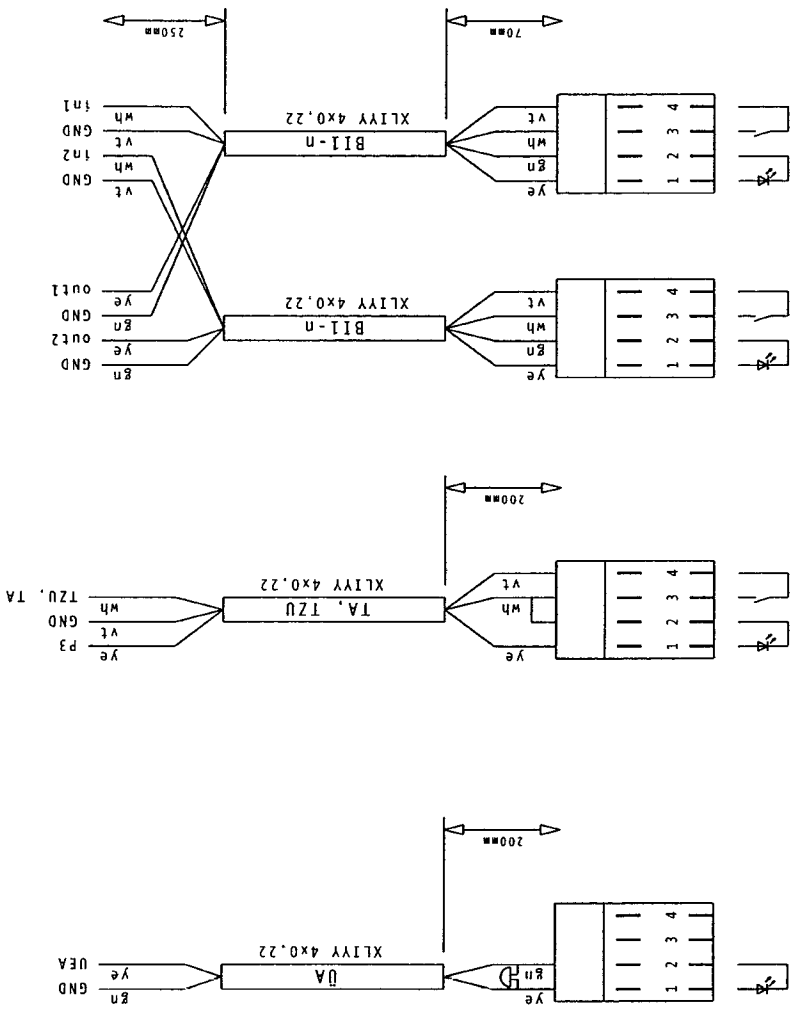 250mm
70mm
in1
wh
GND
vt
in2
wh
GND
vt
XLIYY 4x0,22
BI1-n
vt
wh
gn
ye
4
3
2
1
out1
ye
GND
gn
out2
ye
GND
gn
XLIYY 4x0,22
BI1-n
vt
wh
gn
ye
4
3
2
1
200mm
TZU, TA
wh
GND
vt
P3
ye
XLIYY 4x0,22
TA, TZU
vt
wh
ye
4
3
2
1
200mm
UEA
ye
GND
gn
XLIYY 4x0,22
ÜA
gn
ye
4
3
2
1